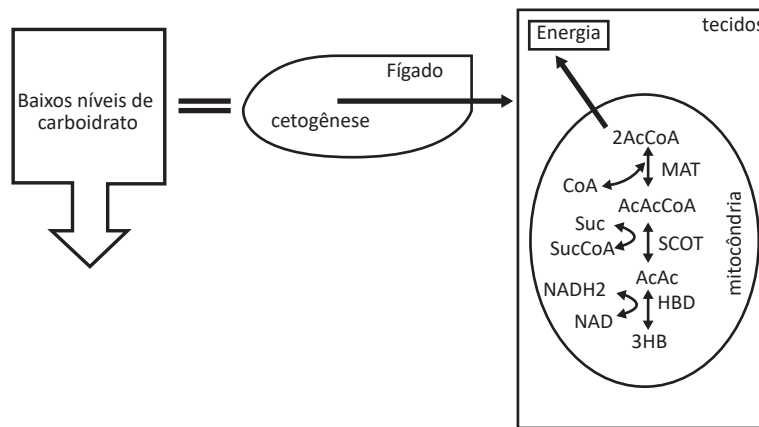 Baixos níveis de
carboidrato
Fígado
cetogênese
tecidos
Energia
2AcCoA
MAT
CoA
AcAcCoA
Suc
SCOT
SucCoA
AcAc
NADH2
HBD
NAD
3HB
mitocôndria